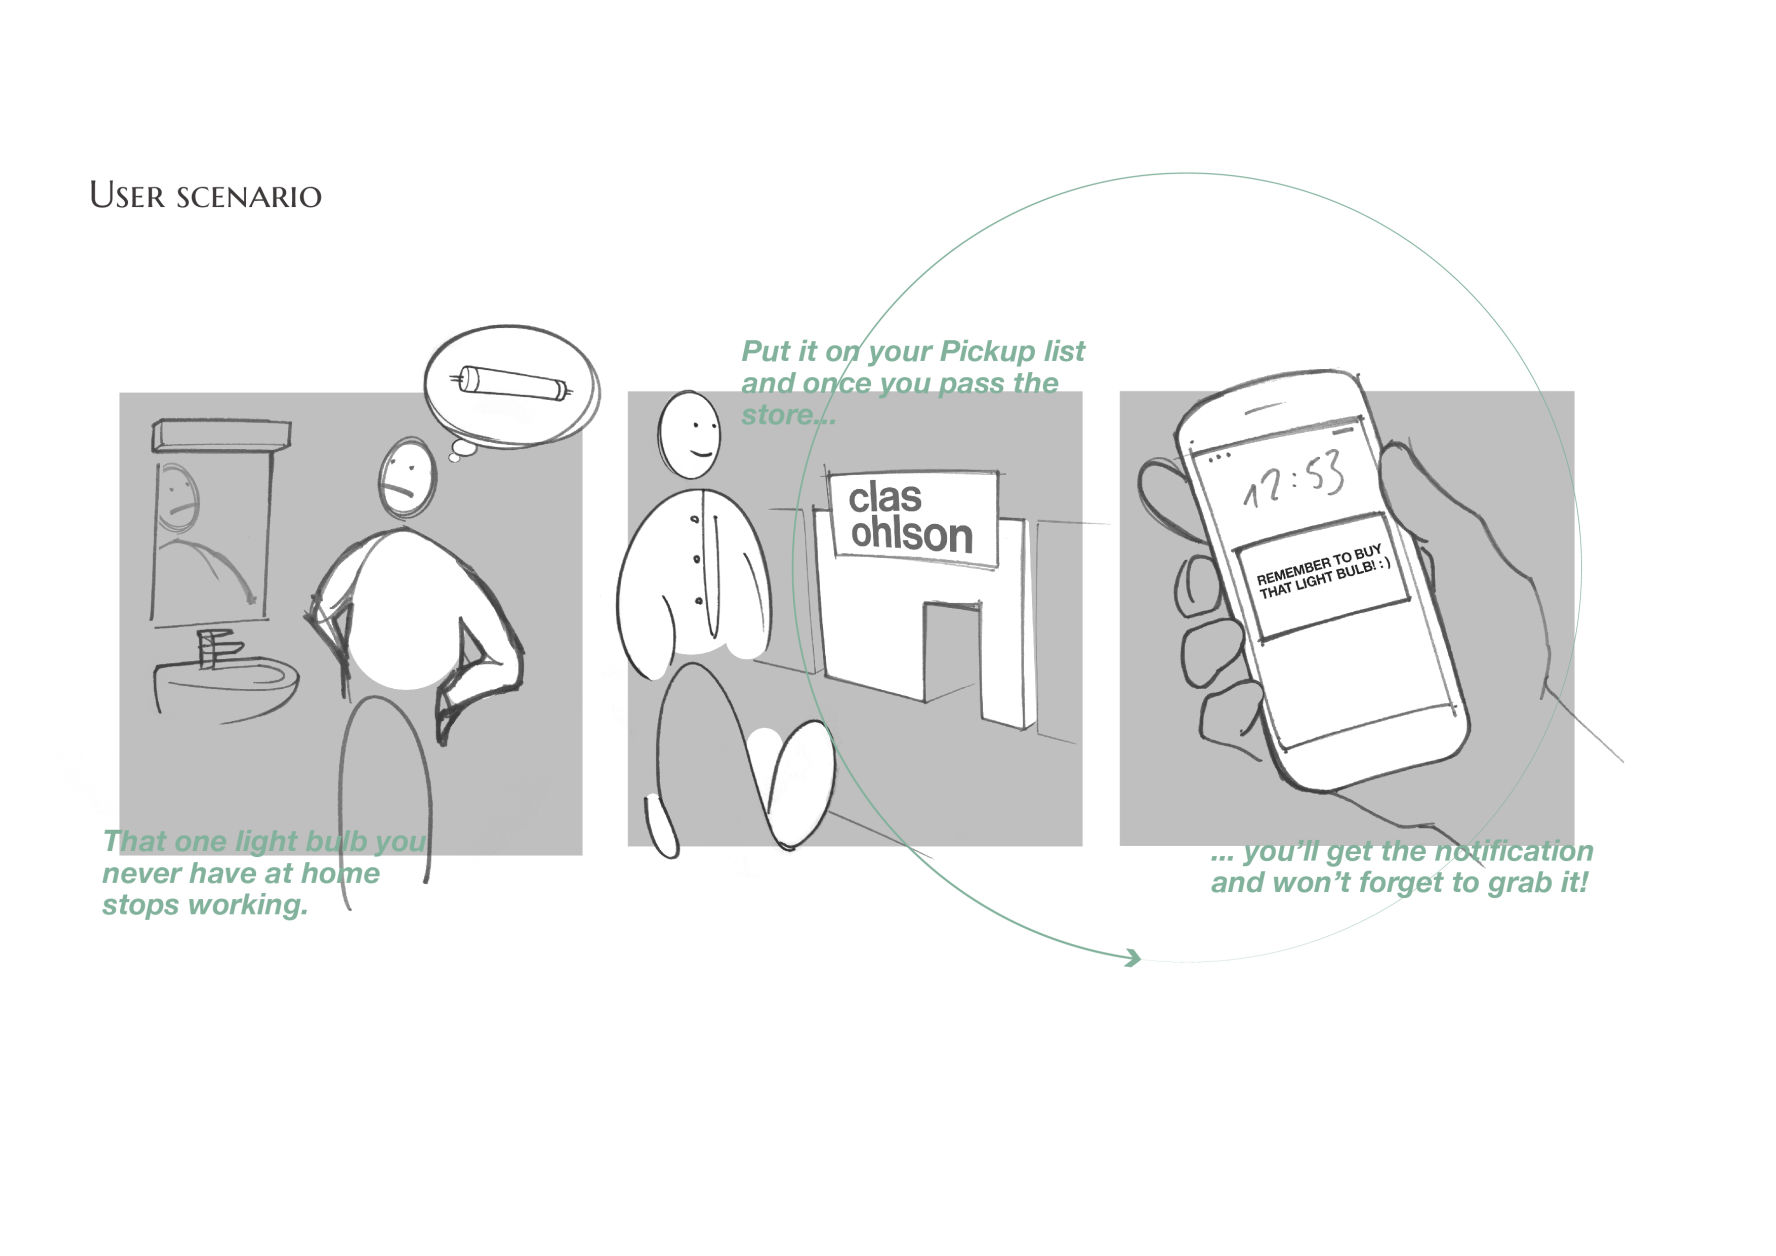 User scenario
That one light bulb you
never have at home
stops working.
Put it on your Pickup list
and once you pass the
store...
clas
ohlson
12:53
REMEMBER TO BUY
THAT LIGHT BULB! : )
... you'll get the notification
and won't forget to grab it!